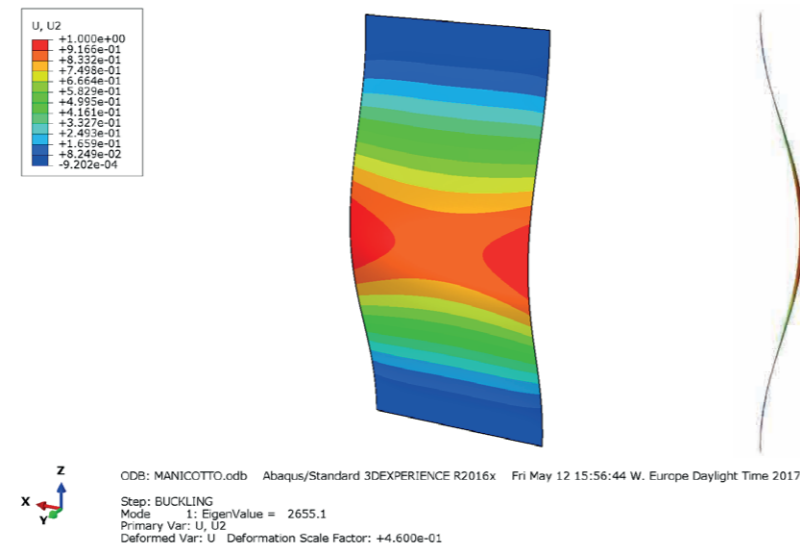 U, U2
+1.000e+00
+9.166e-01
+8.332e-01
+7.498e-01
+6.664e-01
+5.829e-01
+4.995e-01
+4.161e-01
+3.327e-01
+2.493e-01
+1.659e-01
+8.249e-02
-9.202e-04
Z
X
Y
ODB: MANICOTTO.odb Abaqus/Standard 3DEXPERIENCE R2016x Fri May 12 15:56:44 W. Europe Daylight Time 2017
Step: BUCKLING
Mode 1: EigenValue = 2655.1
Primary Var: U, U2
Deformed Var: U Deformation Scale Factor: +4.600e-01